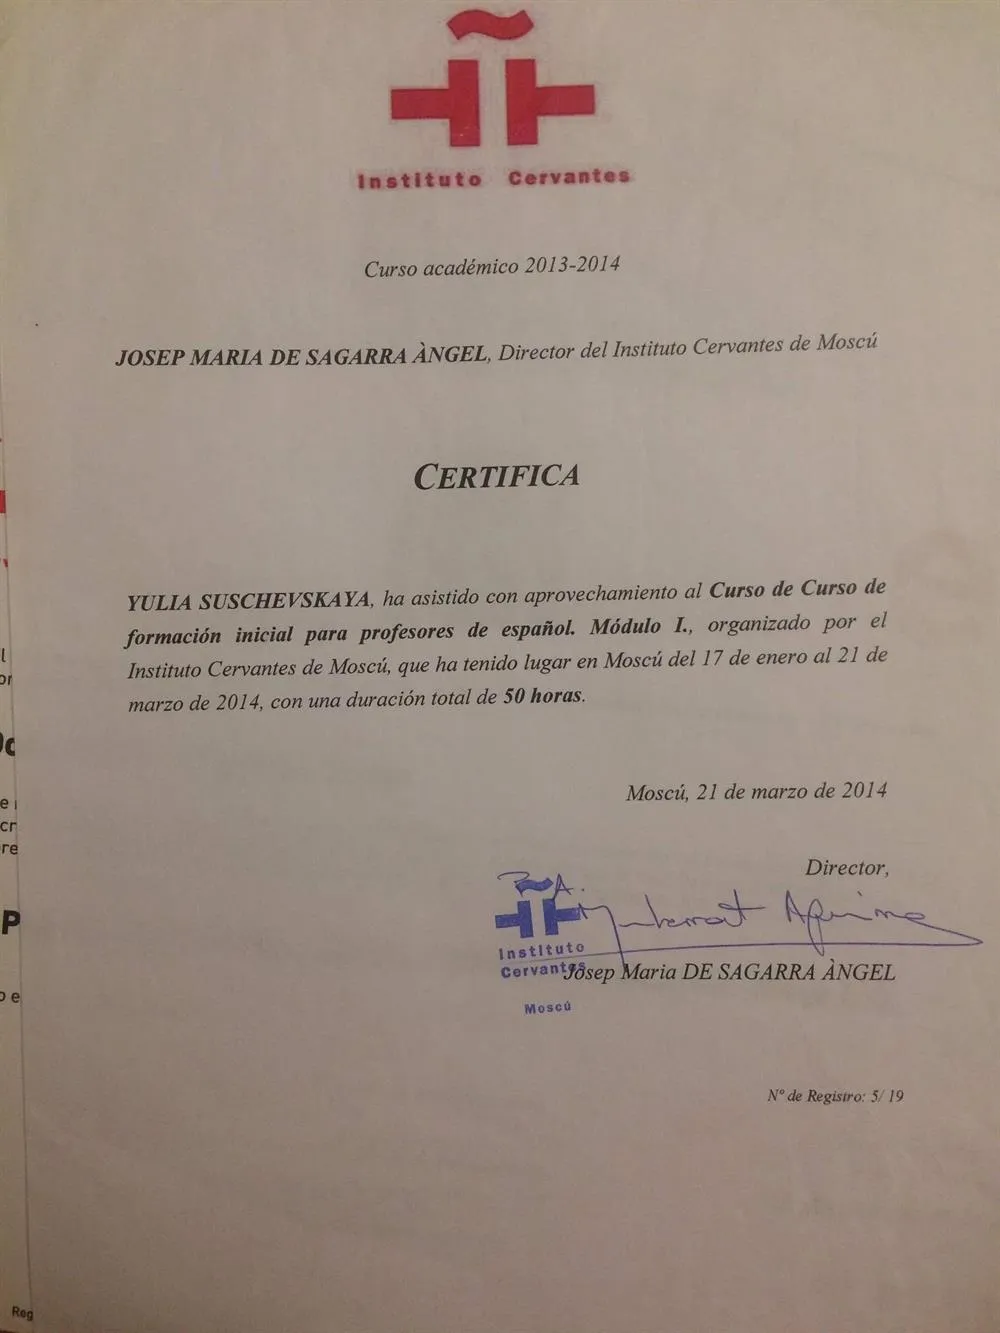 Instituto Cervantes
Curso académico 2013-2014
JOSEP MARIA DE SAGARRA ÀNGEL, Director del Instituto Cervantes de Moscú
CERTIFICA
YULIA SUSCHEVSKAYA, ha asistido con aprovechamiento al Curso de Curso de
formación inicial para profesores de español. Módulo I., organizado por el
Instituto Cervantes de Moscú, que ha tenido lugar en Moscú del 17 de enero al 21 de
marzo de 2014, con una duración total de 50 horas.
Moscú, 21 de marzo de 2014
Director,
P.A.
Instituto
Cervantes
Josep Maria DE SAGARRA ÀNGEL
Moscú
Nº de Registro: 5/ 19
Reg